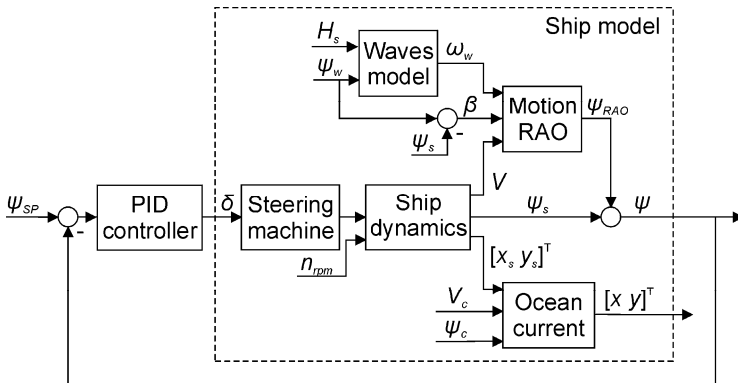 Ship model
H_s
Waves
model
ω_w
ψ_w
β
Motion
RAO
ψ_RAO
-
ψ_s
V
ψ_SP
-
PID
controller
δ
Steering
machine
Ship
dynamics
ψ_s
ψ
n_rpm
[x_s y_s]^T
V_c
Ocean
current
[x y]^T
ψ_c